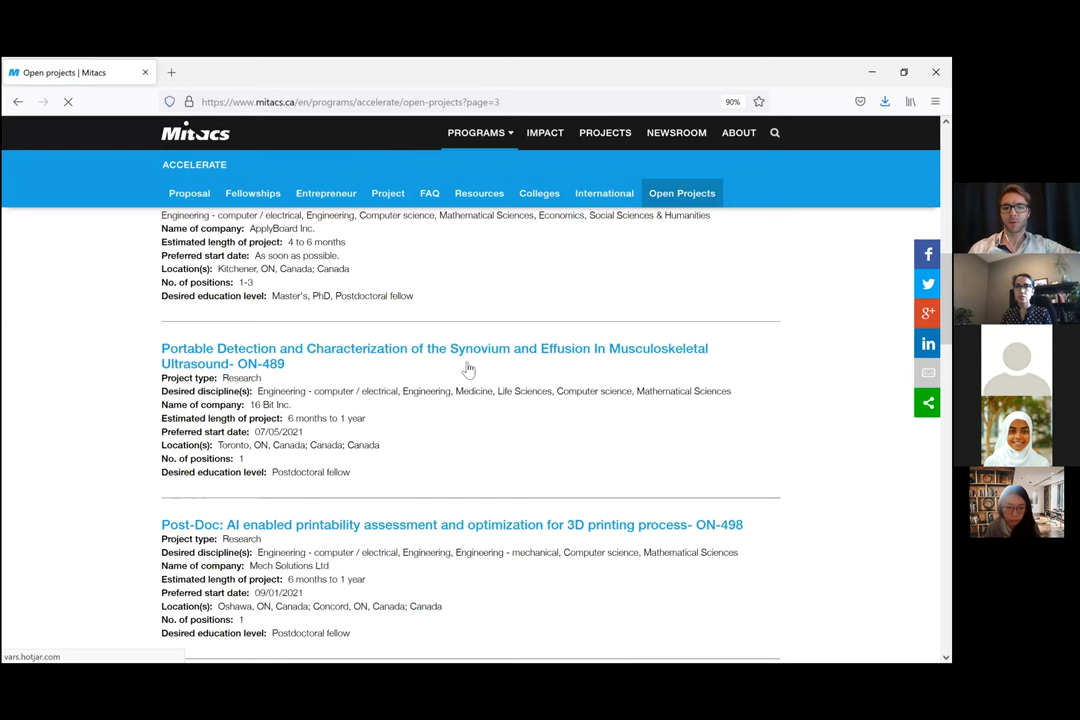 Open projects | Mitacs
https://www.mitacs.ca/en/programs/accelerate/open-projects?page=3
90%
Mitacs
PROGRAMS
IMPACT
PROJECTS
NEWSROOM
ABOUT
ACCELERATE
Proposal
Fellowships
Entrepreneur
Project
FAQ
Resources
Colleges
International
Open Projects
Engineering - computer / electrical, Engineering, Computer science, Mathematical Sciences, Economics, Social Sciences & Humanities
Name of company: ApplyBoard Inc.
Estimated length of project: 4 to 6 months
Preferred start date: As soon as possible.
Location(s): Kitchener, ON, Canada; Canada
No. of positions: 1-3
Desired education level: Master's, PhD, Postdoctoral fellow
Portable Detection and Characterization of the Synovium and Effusion In Musculoskeletal
Ultrasound- ON-489
Project type: Research
Desired discipline(s): Engineering - computer / electrical, Engineering, Medicine, Life Sciences, Computer science, Mathematical Sciences
Name of company: 16 Bit Inc.
Estimated length of project: 6 months to 1 year
Preferred start date: 07/05/2021
Location(s): Toronto, ON, Canada; Canada; Canada
No. of positions: 1
Desired education level: Postdoctoral fellow
Post-Doc: AI enabled printability assessment and optimization for 3D printing process- ON-498
Project type: Research
Desired discipline(s): Engineering - computer / electrical, Engineering, Engineering - mechanical, Computer science, Mathematical Sciences
Name of company: Mech Solutions Ltd
Estimated length of project: 6 months to 1 year
Preferred start date: 09/01/2021
Location(s): Oshawa, ON, Canada; Concord, ON, Canada; Canada
No. of positions: 1
Desired education level: Postdoctoral fellow
vars.hotjar.com